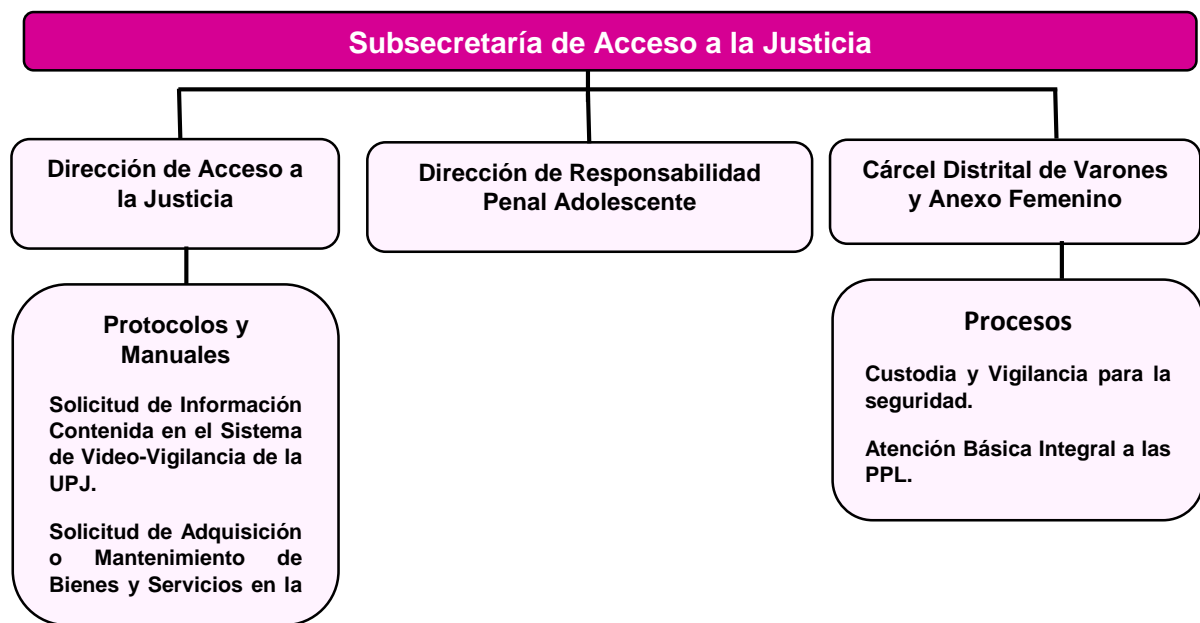 Subsecretaría de Acceso a la Justicia
Dirección de Acceso a
la Justicia
Dirección de Responsabilidad
Penal Adolescente
Cárcel Distrital de Varones
y Anexo Femenino
Protocolos y
Manuales
Solicitud de Información
Contenida en el Sistema
de Video-Vigilancia de la
UPJ.
Solicitud de Adquisición
o Mantenimiento de
Bienes y Servicios en la
Procesos
Custodia y Vigilancia para la
seguridad.
Atención Básica Integral a las
PPL.